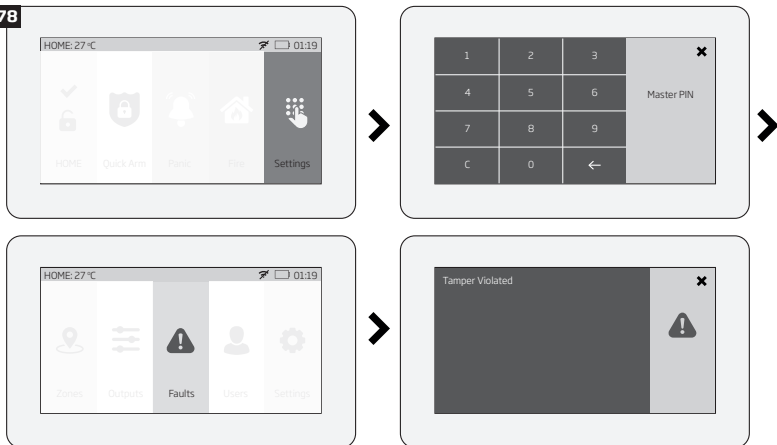 78
HOME: 27 °C 01:19
HOME Quick Arm Panic Fire Settings
1 2 3
4 5 6 Master PIN
7 8 9
C 0 ←
HOME: 27 °C 01:19
Zones Outputs Faults Users Settings
Tamper Violated